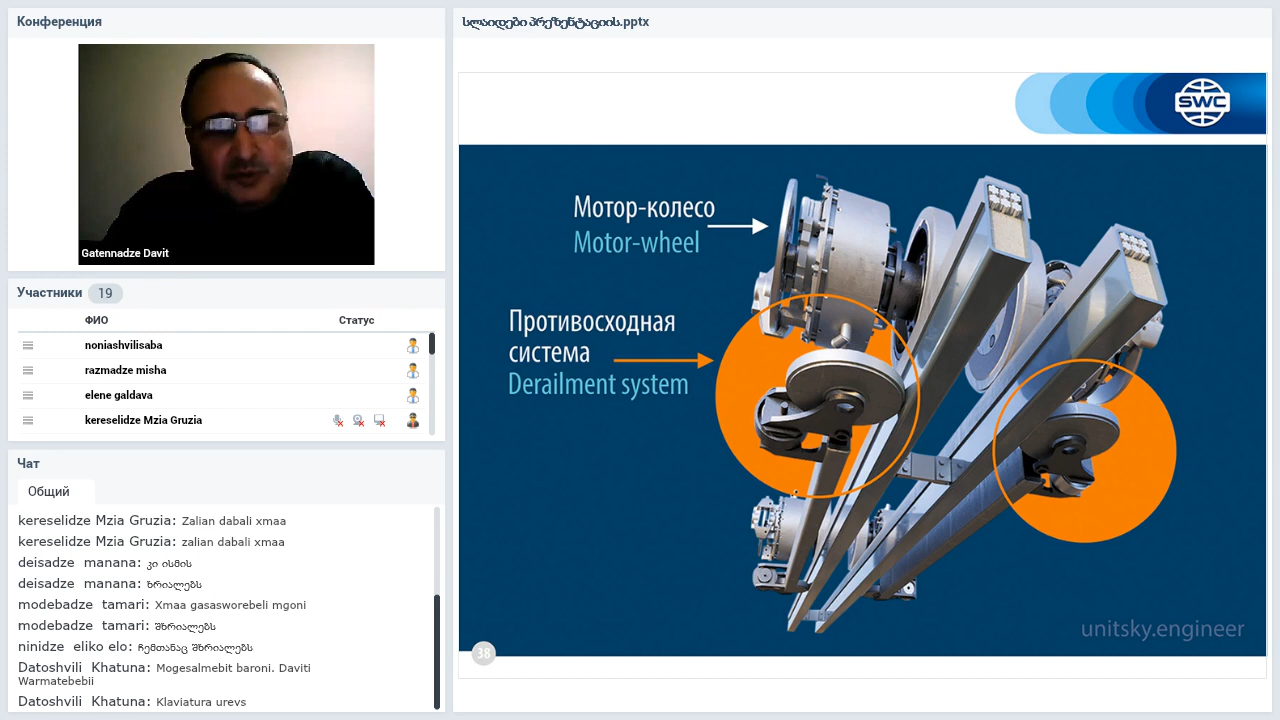 Конференция
Gatennadze Davit
Участники 19
ФИО Статус
noniashvilisaba
razmadze misha
elene galdava
kereselidze Mzia Gruzia
Чат
Общий
kereselidze Mzia Gruzia: Zalian dabali xmaa
kereselidze Mzia Gruzia: zalian dabali xmaa
deisadze manana: კი ისმის
deisadze manana: ხრიალებს
modebadze tamari: Xmaa gasasworebeli mgoni
modebadze tamari: შხრიალებს
ninidze eliko elo: ჩემთანაც შხრიალებს
Datoshvili Khatuna: Mogesalmebit baroni. Daviti
Warmatebebii
Datoshvili Khatuna: Klaviatura urevs
სლაიდები პრეზენტაციის.pptx
SWC
Мотор-колесо
Motor-wheel
Противосходная
система
Derailment system
unitsky.engineer
38